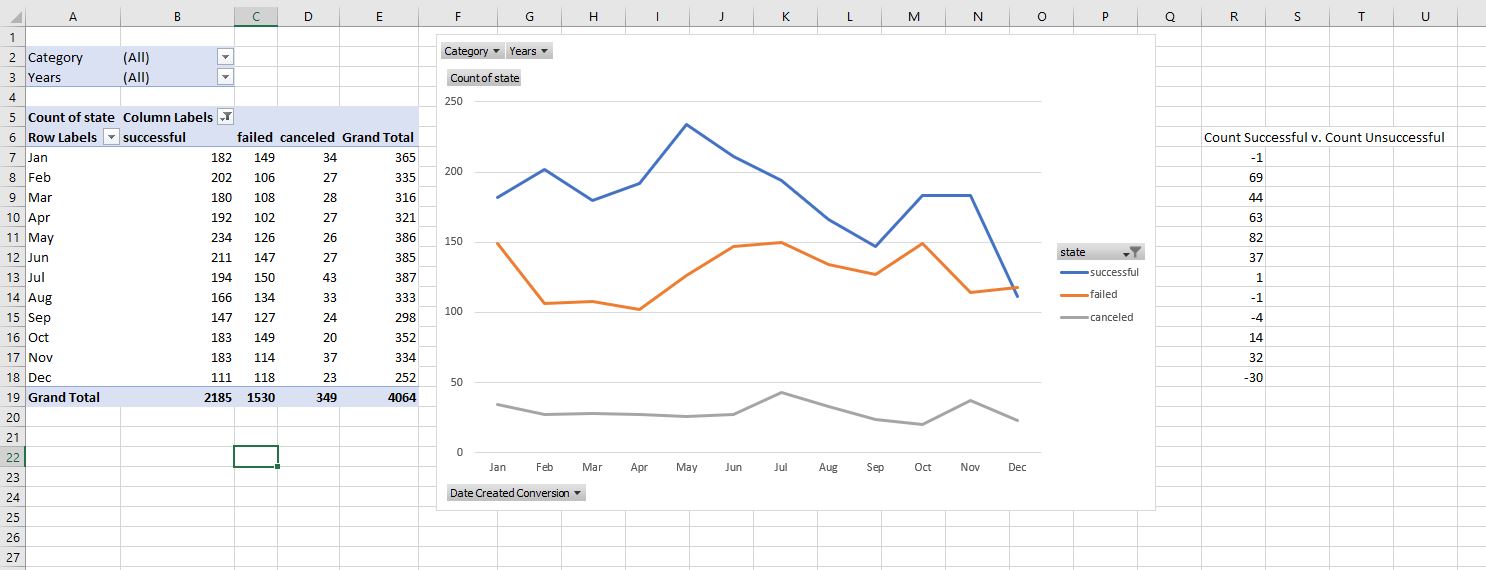 A B C D E F G H I J K L M N O P Q R S T U
1
2 Category (All)
3 Years (All)
4
5 Count of state Column Labels
6 Row Labels successful failed canceled Grand Total
7 Jan 182 149 34 365
8 Feb 202 106 27 335
9 Mar 180 108 28 316
10 Apr 192 102 27 321
11 May 234 126 26 386
12 Jun 211 147 27 385
13 Jul 194 150 43 387
14 Aug 166 134 33 333
15 Sep 147 127 24 298
16 Oct 183 149 20 352
17 Nov 183 114 37 334
18 Dec 111 118 23 252
19 Grand Total 2185 1530 349 4064
20
21
22
23
24
25
26
27
Category Years
Count of state
250
200
150
100
50
0
Jan Feb Mar Apr May Jun Jul Aug Sep Oct Nov Dec
Date Created Conversion
state
successful
failed
canceled
Count Successful v. Count Unsuccessful
-1
69
44
63
82
37
1
-1
-4
14
32
-30